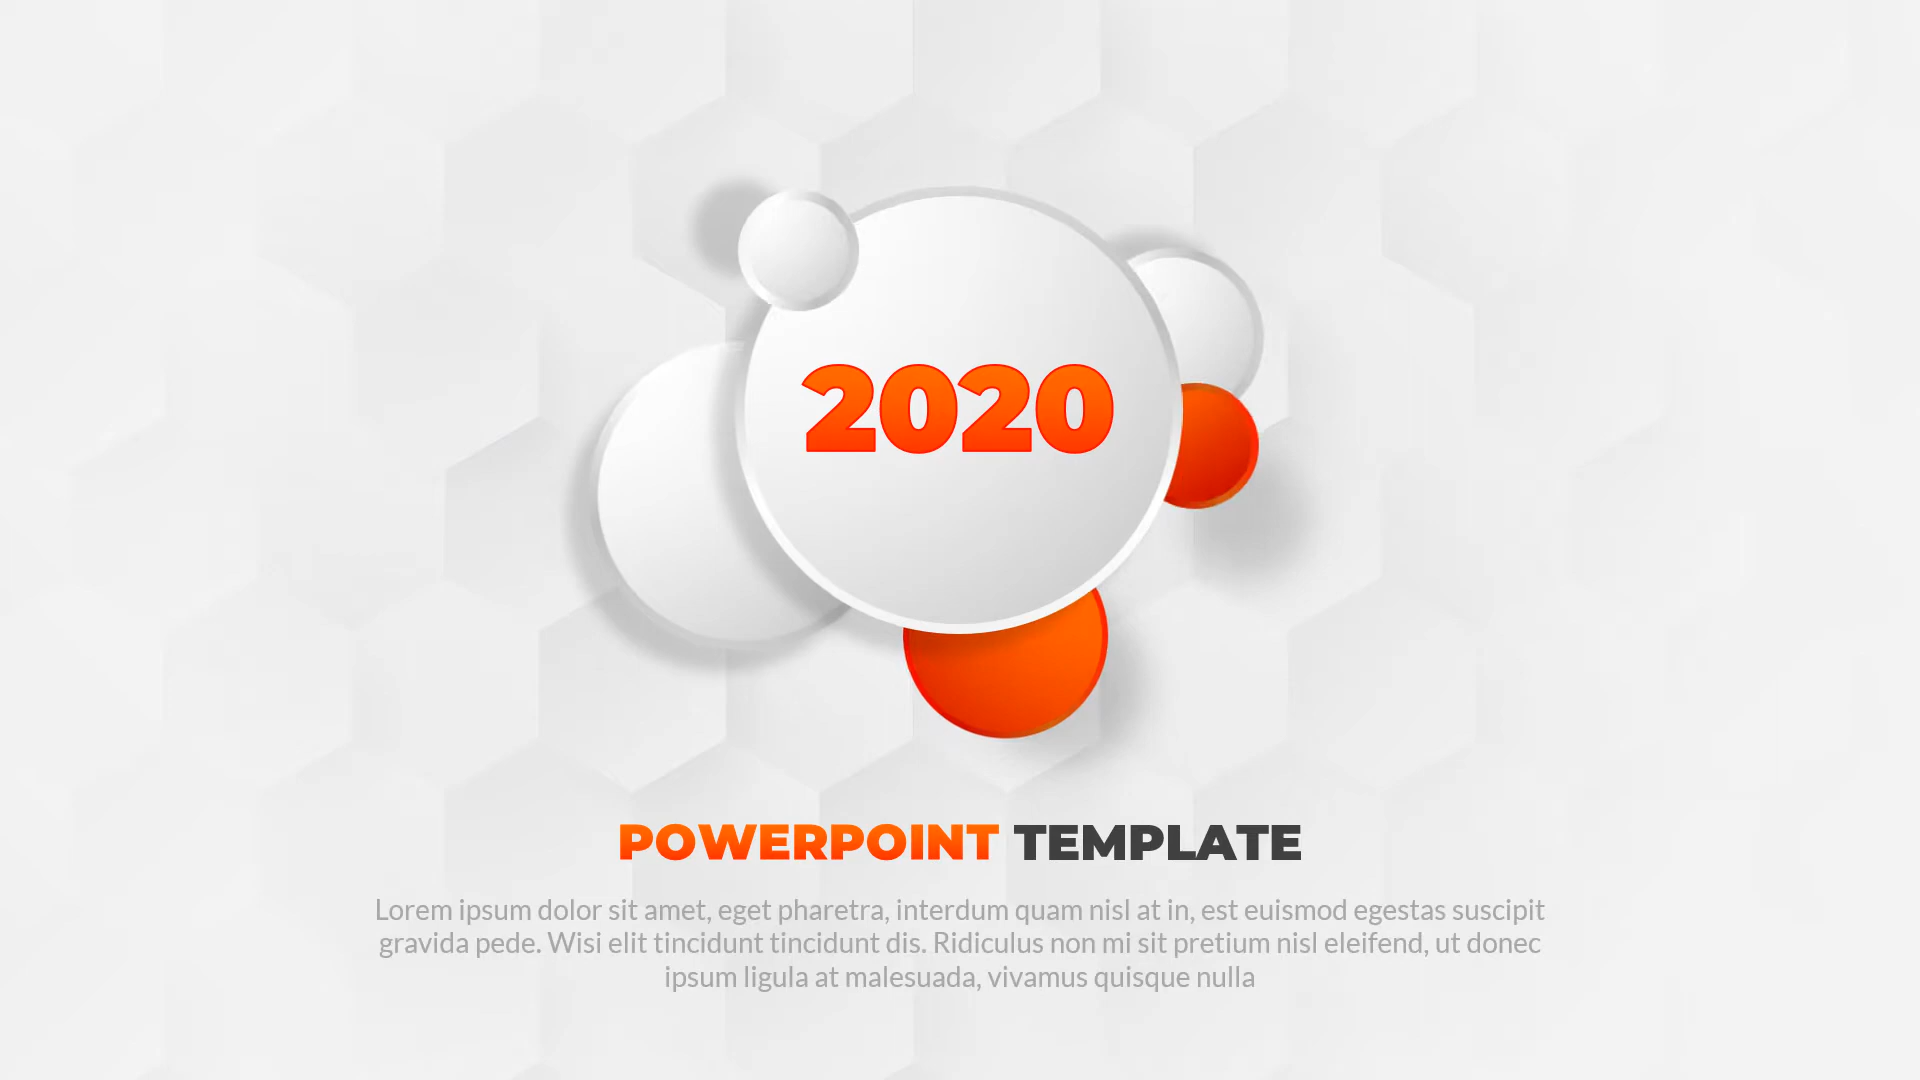 2020
POWERPOINT TEMPLATE
Lorem ipsum dolor sit amet, eget pharetra, interdum quam nisl at in, est euismod egestas suscipit
gravida pede. Wisi elit tincidunt tincidunt dis. Ridiculus non mi sit pretium nisl eleifend, ut donec
ipsum ligula at malesuada, vivamus quisque nulla